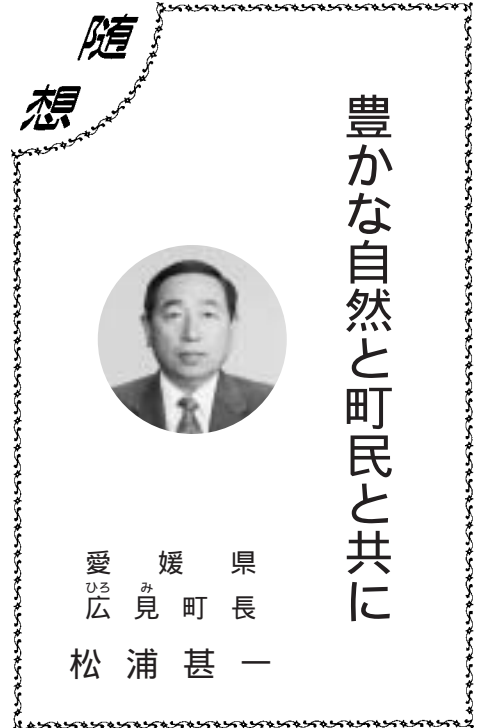 随想
豊かな自然と町民と共に
愛媛県
ひろ み
広見町長
松浦甚一